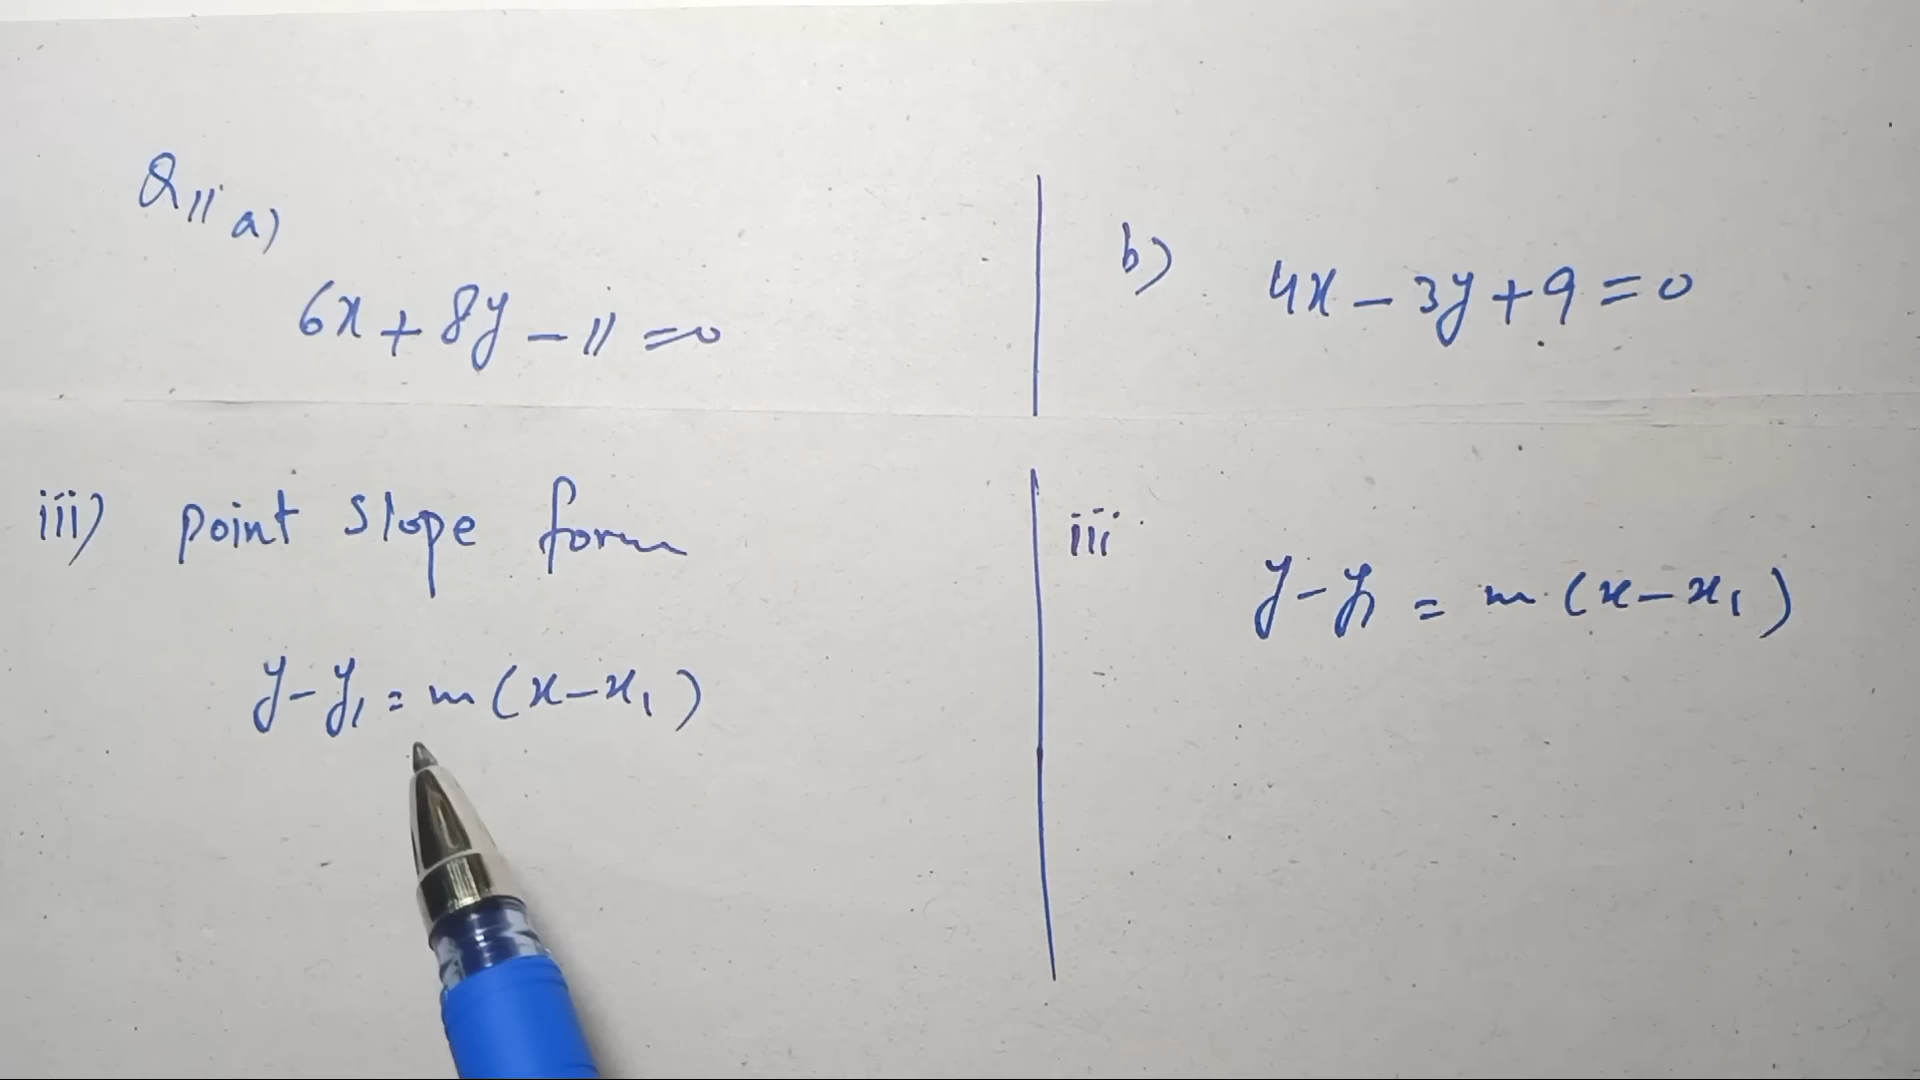 Q11 a)
6x + 8y - 11 = 0
b) 4x - 3y + 9 = 0
iii) point slope form
y - y₁ = m (x - x₁)
iii
y - y₁ = m (x - x₁)